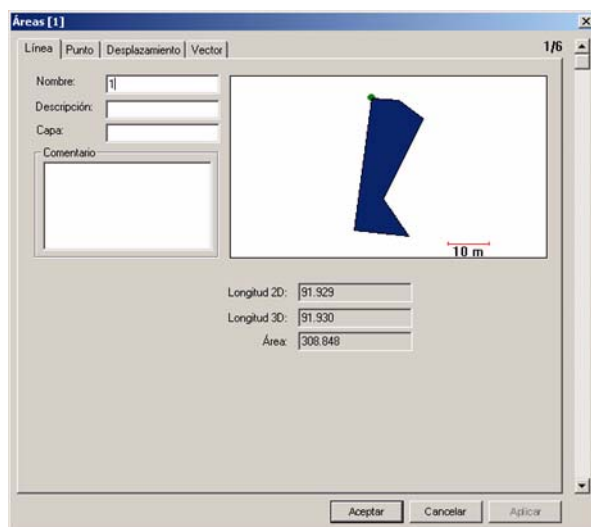 Áreas [1]
Línea Punto Desplazamiento Vector 1/6
Nombre: 1
Descripción:
Capa:
Comentario
10 m
Longitud 2D: 91.929
Longitud 3D: 91.930
Área: 308.848
Aceptar Cancelar Aplicar